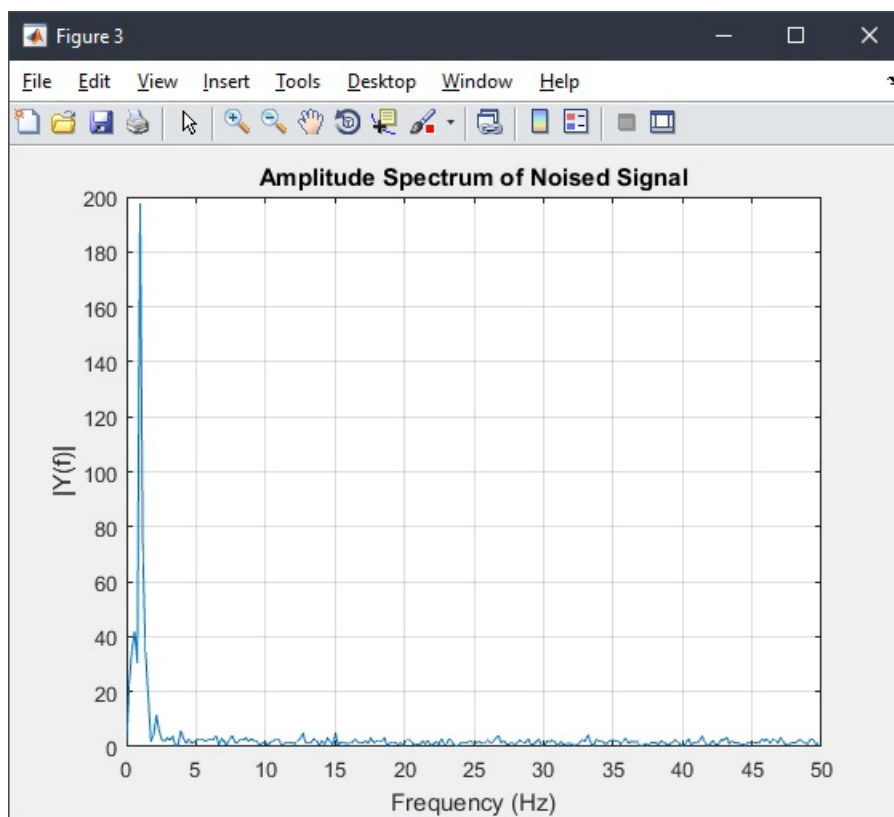 Figure 3
File Edit View Insert Tools Desktop Window Help
Amplitude Spectrum of Noised Signal
200
180
160
140
120
100
80
60
40
20
0
|Y(f)|
0 5 10 15 20 25 30 35 40 45 50
Frequency (Hz)